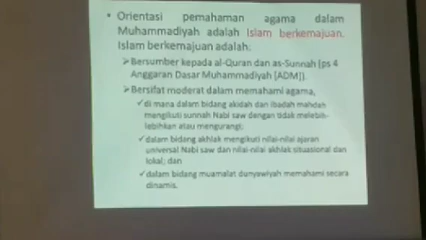 • Orientasi pemahaman agama dalam
Muhammadiyah adalah Islam berkemajuan.
Islam berkemajuan adalah.
➤Bersumber kepada al-Quran dan as-Sunnah [ps 4
Anggaran Dasar Muhammadiyah [ADM]).
➤Bersifat moderat dalam memahami agama,
✓di mana dalam bidang akidah dan ibadah mahdah
mengikuti sunnah Nabi saw dengan tidak melebih-
lebihkan atau mengurangi;
✓dalam bidang akhlak mengikuti nilai-nilai ajaran
universal Nabi saw dan nilai-nilai akhlak situasional dan
lokal; dan
✓dalam bidang muamalat dunyawiyah memahami secara
dinamis.